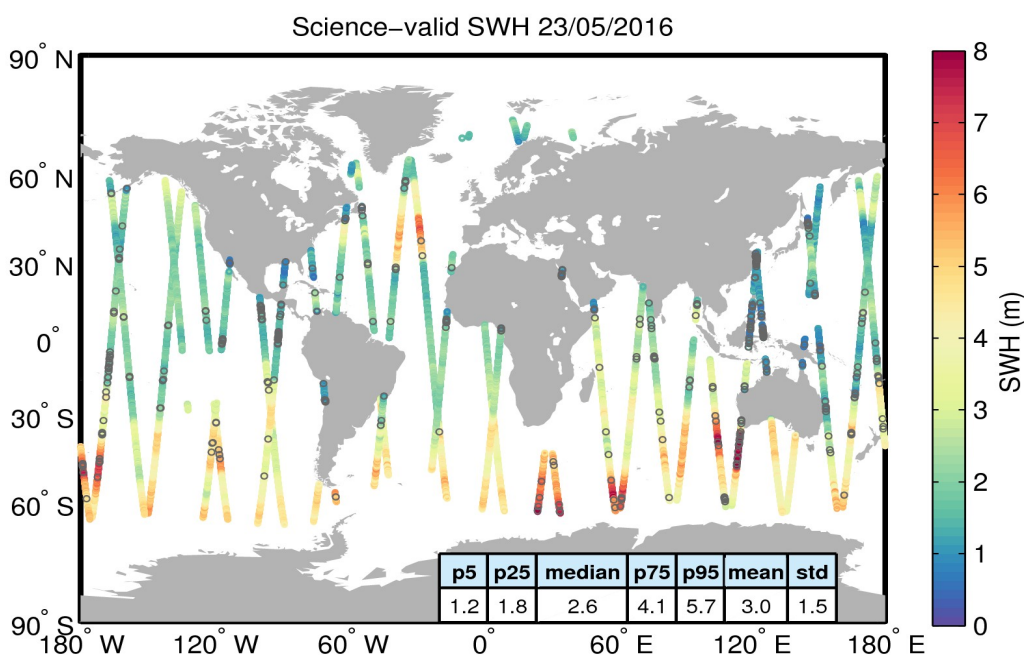 Science−valid SWH 23/05/2016
90° N
60° N
30° N
0°
30° S
60° S
90° S
180° W
120° W
60° W
0°
60° E
120° E
180° E
8
7
6
5
4
3
2
1
0
SWH (m)
p5 p25 median p75 p95 mean std
1.2 1.8 2.6 4.1 5.7 3.0 1.5